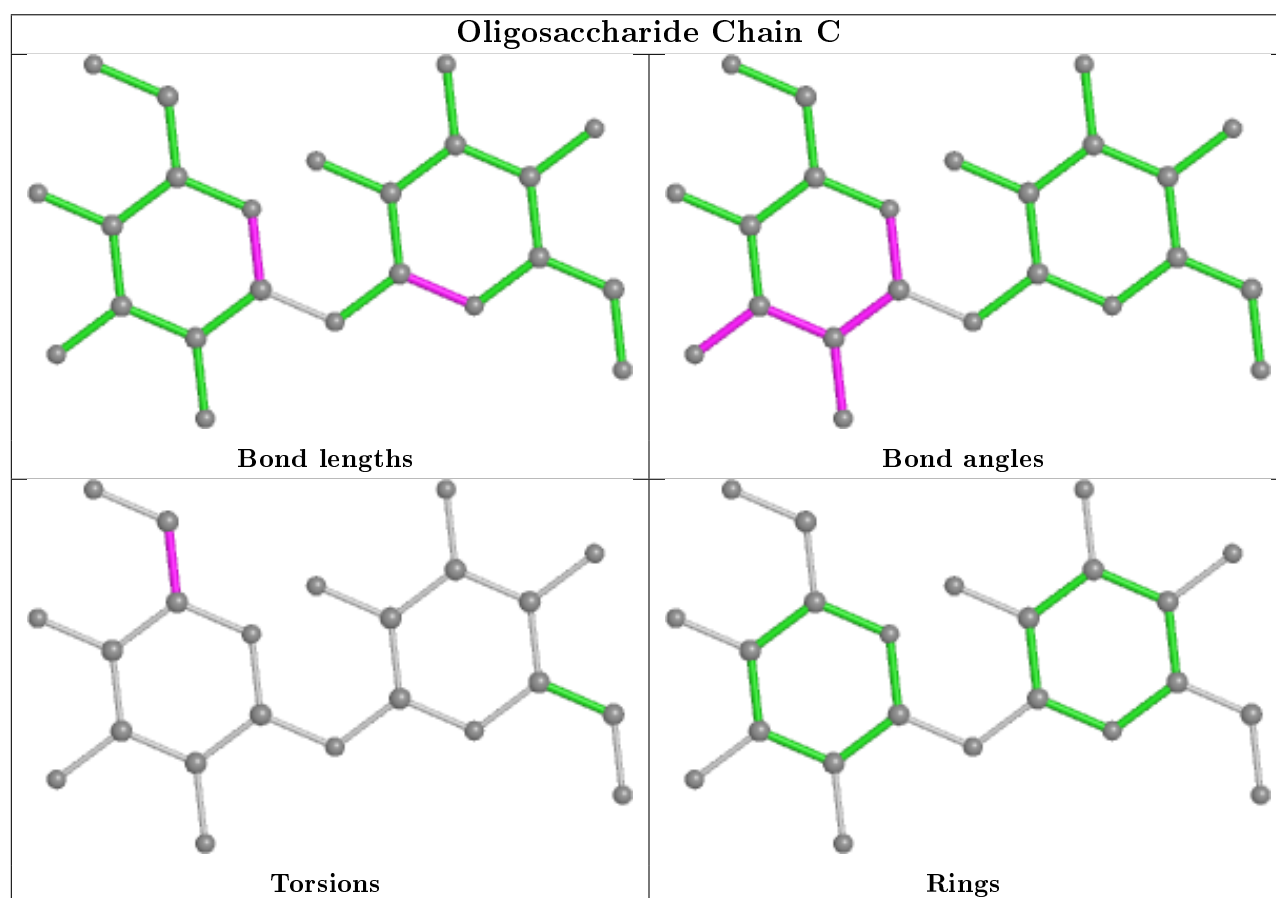 Oligosaccharide Chain C
Bond lengths
Bond angles
Torsions
Rings